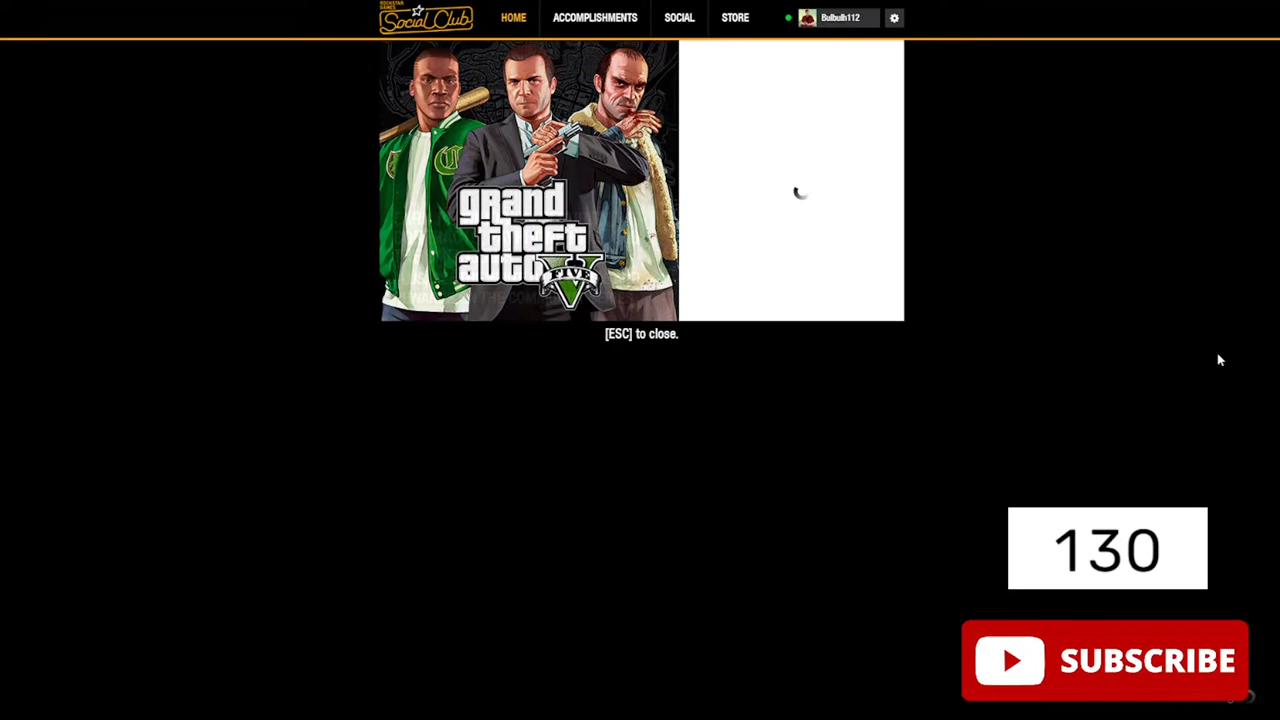 ROCKSTAR
GAMES
Social Club
HOME
ACCOMPLISHMENTS
SOCIAL
STORE
Bulbulh112
grand
theft
auto
FIVE
V
[ESC] to close.
130
SUBSCRIBE